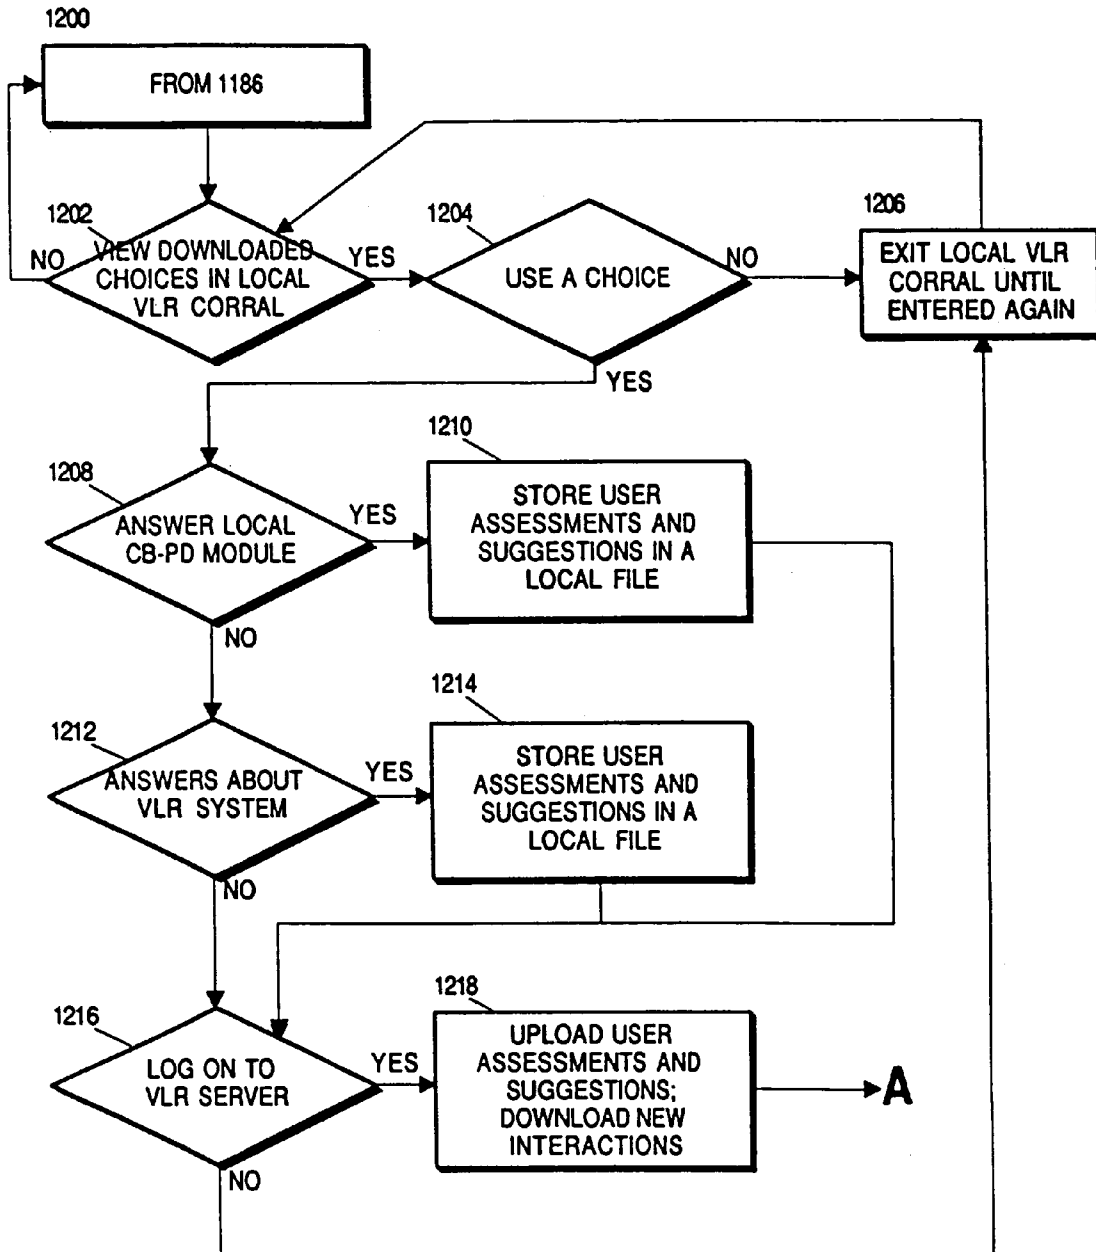 1200
FROM 1186
1202
VIEW DOWNLOADED
CHOICES IN LOCAL
VLR CORRAL
NO
YES
1204
USE A CHOICE
NO
YES
1206
EXIT LOCAL VLR
CORRAL UNTIL
ENTERED AGAIN
1208
ANSWER LOCAL
CB-PD MODULE
YES
NO
1210
STORE USER
ASSESSMENTS AND
SUGGESTIONS IN A
LOCAL FILE
1212
ANSWERS ABOUT
VLR SYSTEM
YES
NO
1214
STORE USER
ASSESSMENTS AND
SUGGESTIONS IN A
LOCAL FILE
1216
LOG ON TO
VLR SERVER
YES
NO
1218
UPLOAD USER
ASSESSMENTS AND
SUGGESTIONS;
DOWNLOAD NEW
INTERACTIONS
A